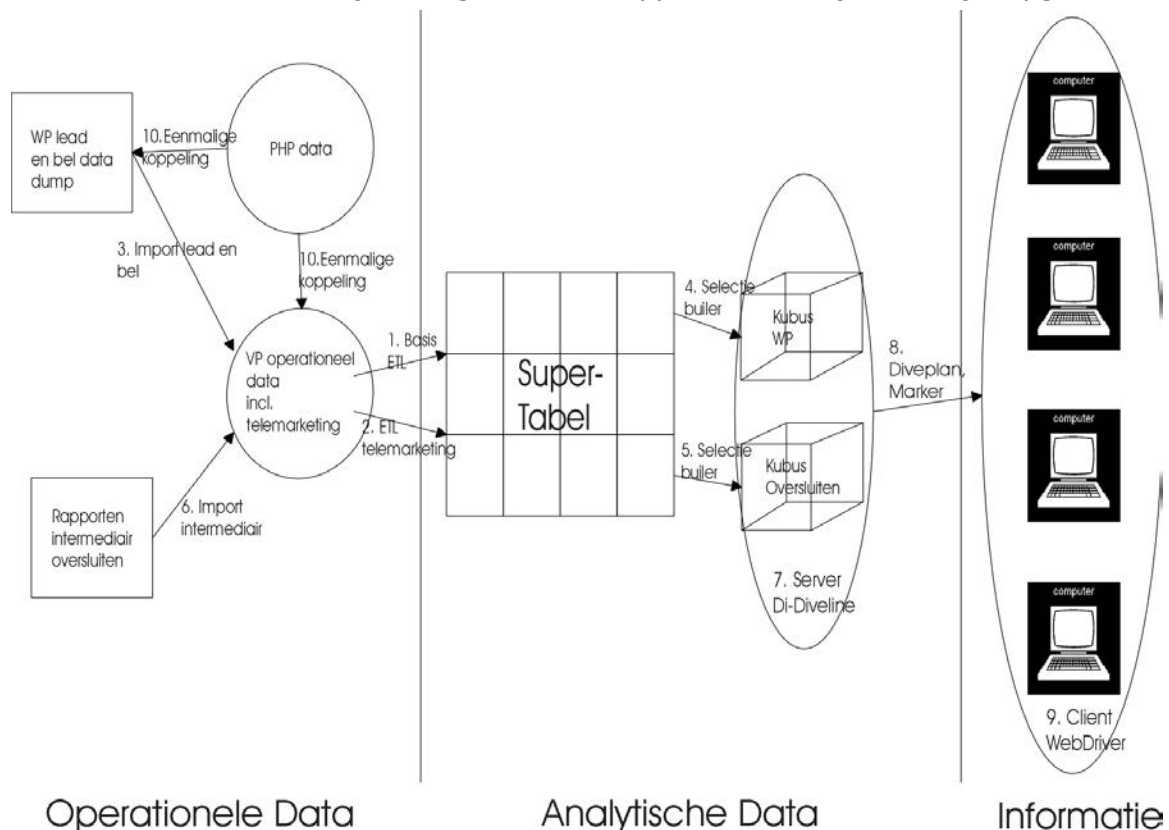 WP lead
en bel data
dump
10.Eenmalige
koppeling
PHP data
3. Import lead en
bel
10.Eenmalige
koppeling
VP operationeel
data
incl.
telemarketing
1. Basis
ETL
2. ETL
telemarketing
Rapporten
intermediair
oversluiten
6. Import
intermediair
Super-
Tabel
4. Selectie
builer
Kubus
WP
5. Selectie
builer
Kubus
Oversluiten
7. Server
Di-Diveline
8.
Diveplan,
Marker
computer
computer
computer
computer
9. Client
WebDriver
Operationele Data
Analytische Data
Informatie